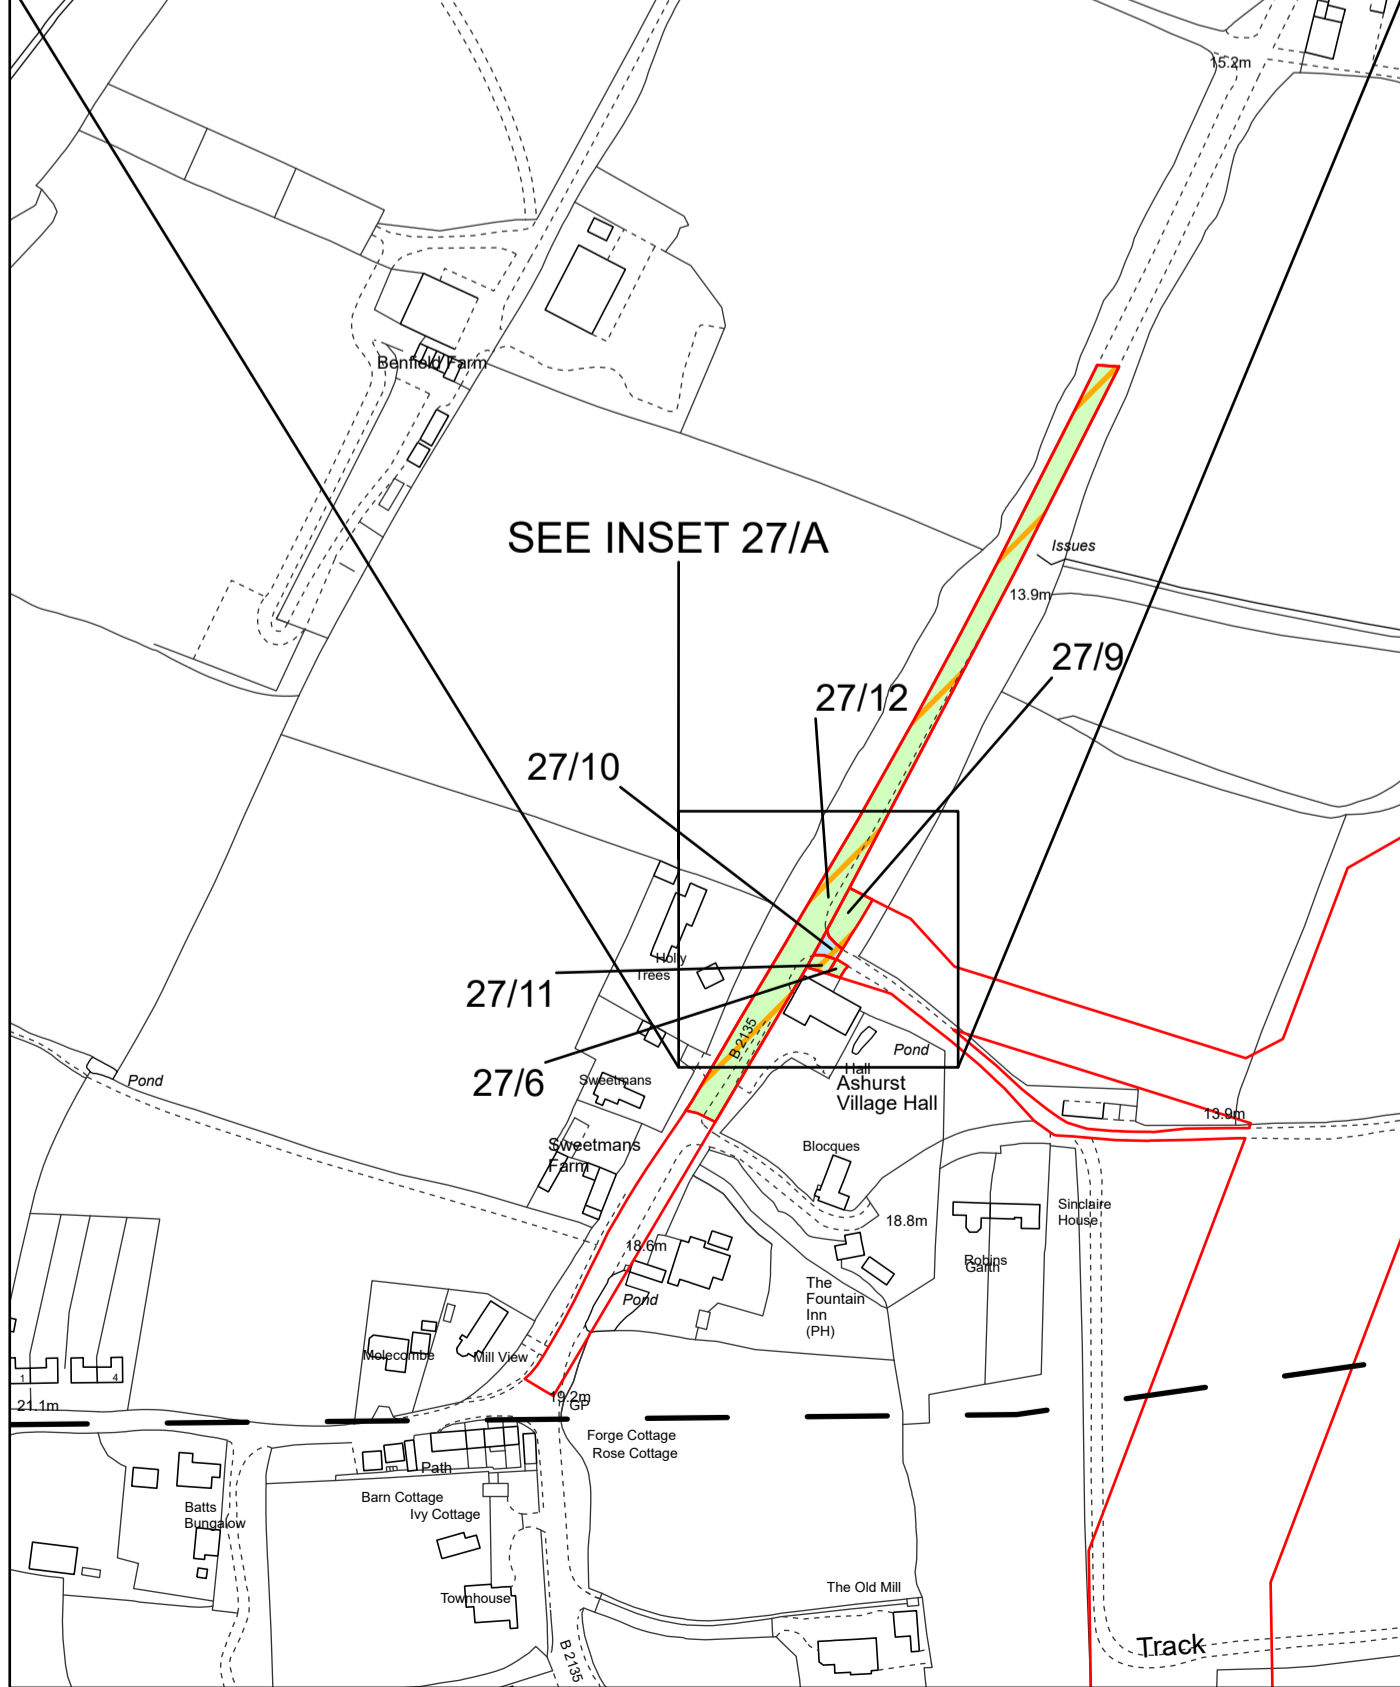 15.2m
Benfield Farm
SEE INSET 27/A
Issues
13.9m
27/9
27/12
27/10
Holly
Trees
27/11
B 2135
Pond
Hall
27/6
Pond
Sweetmans
Ashurst
Village Hall
13.9m
Sweetmans
Farm
Blocques
Sinclaire
House
18.8m
18.6m
Robins
Garth
Pond
The
Fountain
Inn
(PH)
Molecombe
Mill View
1
4
19.2m
GP
21.1m
Forge Cottage
Rose Cottage
Path
Barn Cottage
Ivy Cottage
Batts
Bungalow
Townhouse
The Old Mill
B 2135
Track